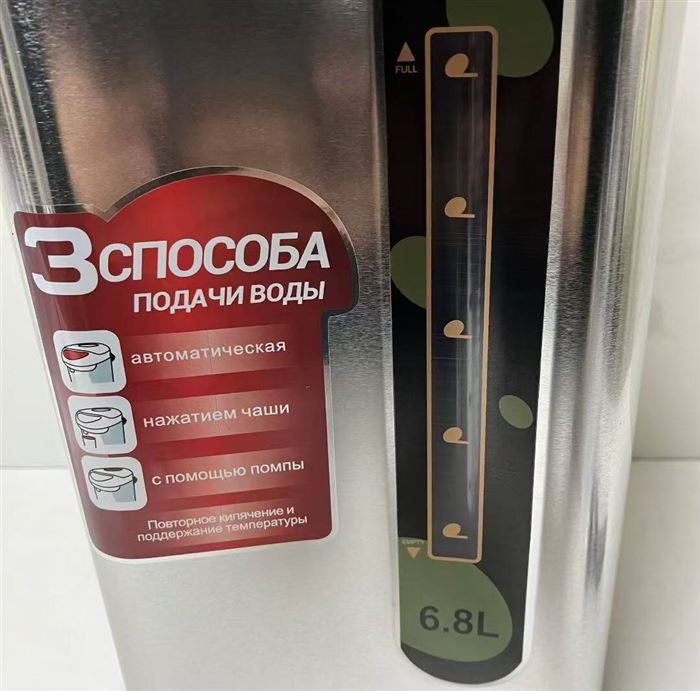 FULL
3 СПОСОБА
ПОДАЧИ ВОДЫ
автоматическая
нажатием чаши
с помощью помпы
Повторное кипячение и
поддержание температуры
EMPTY
6.8L